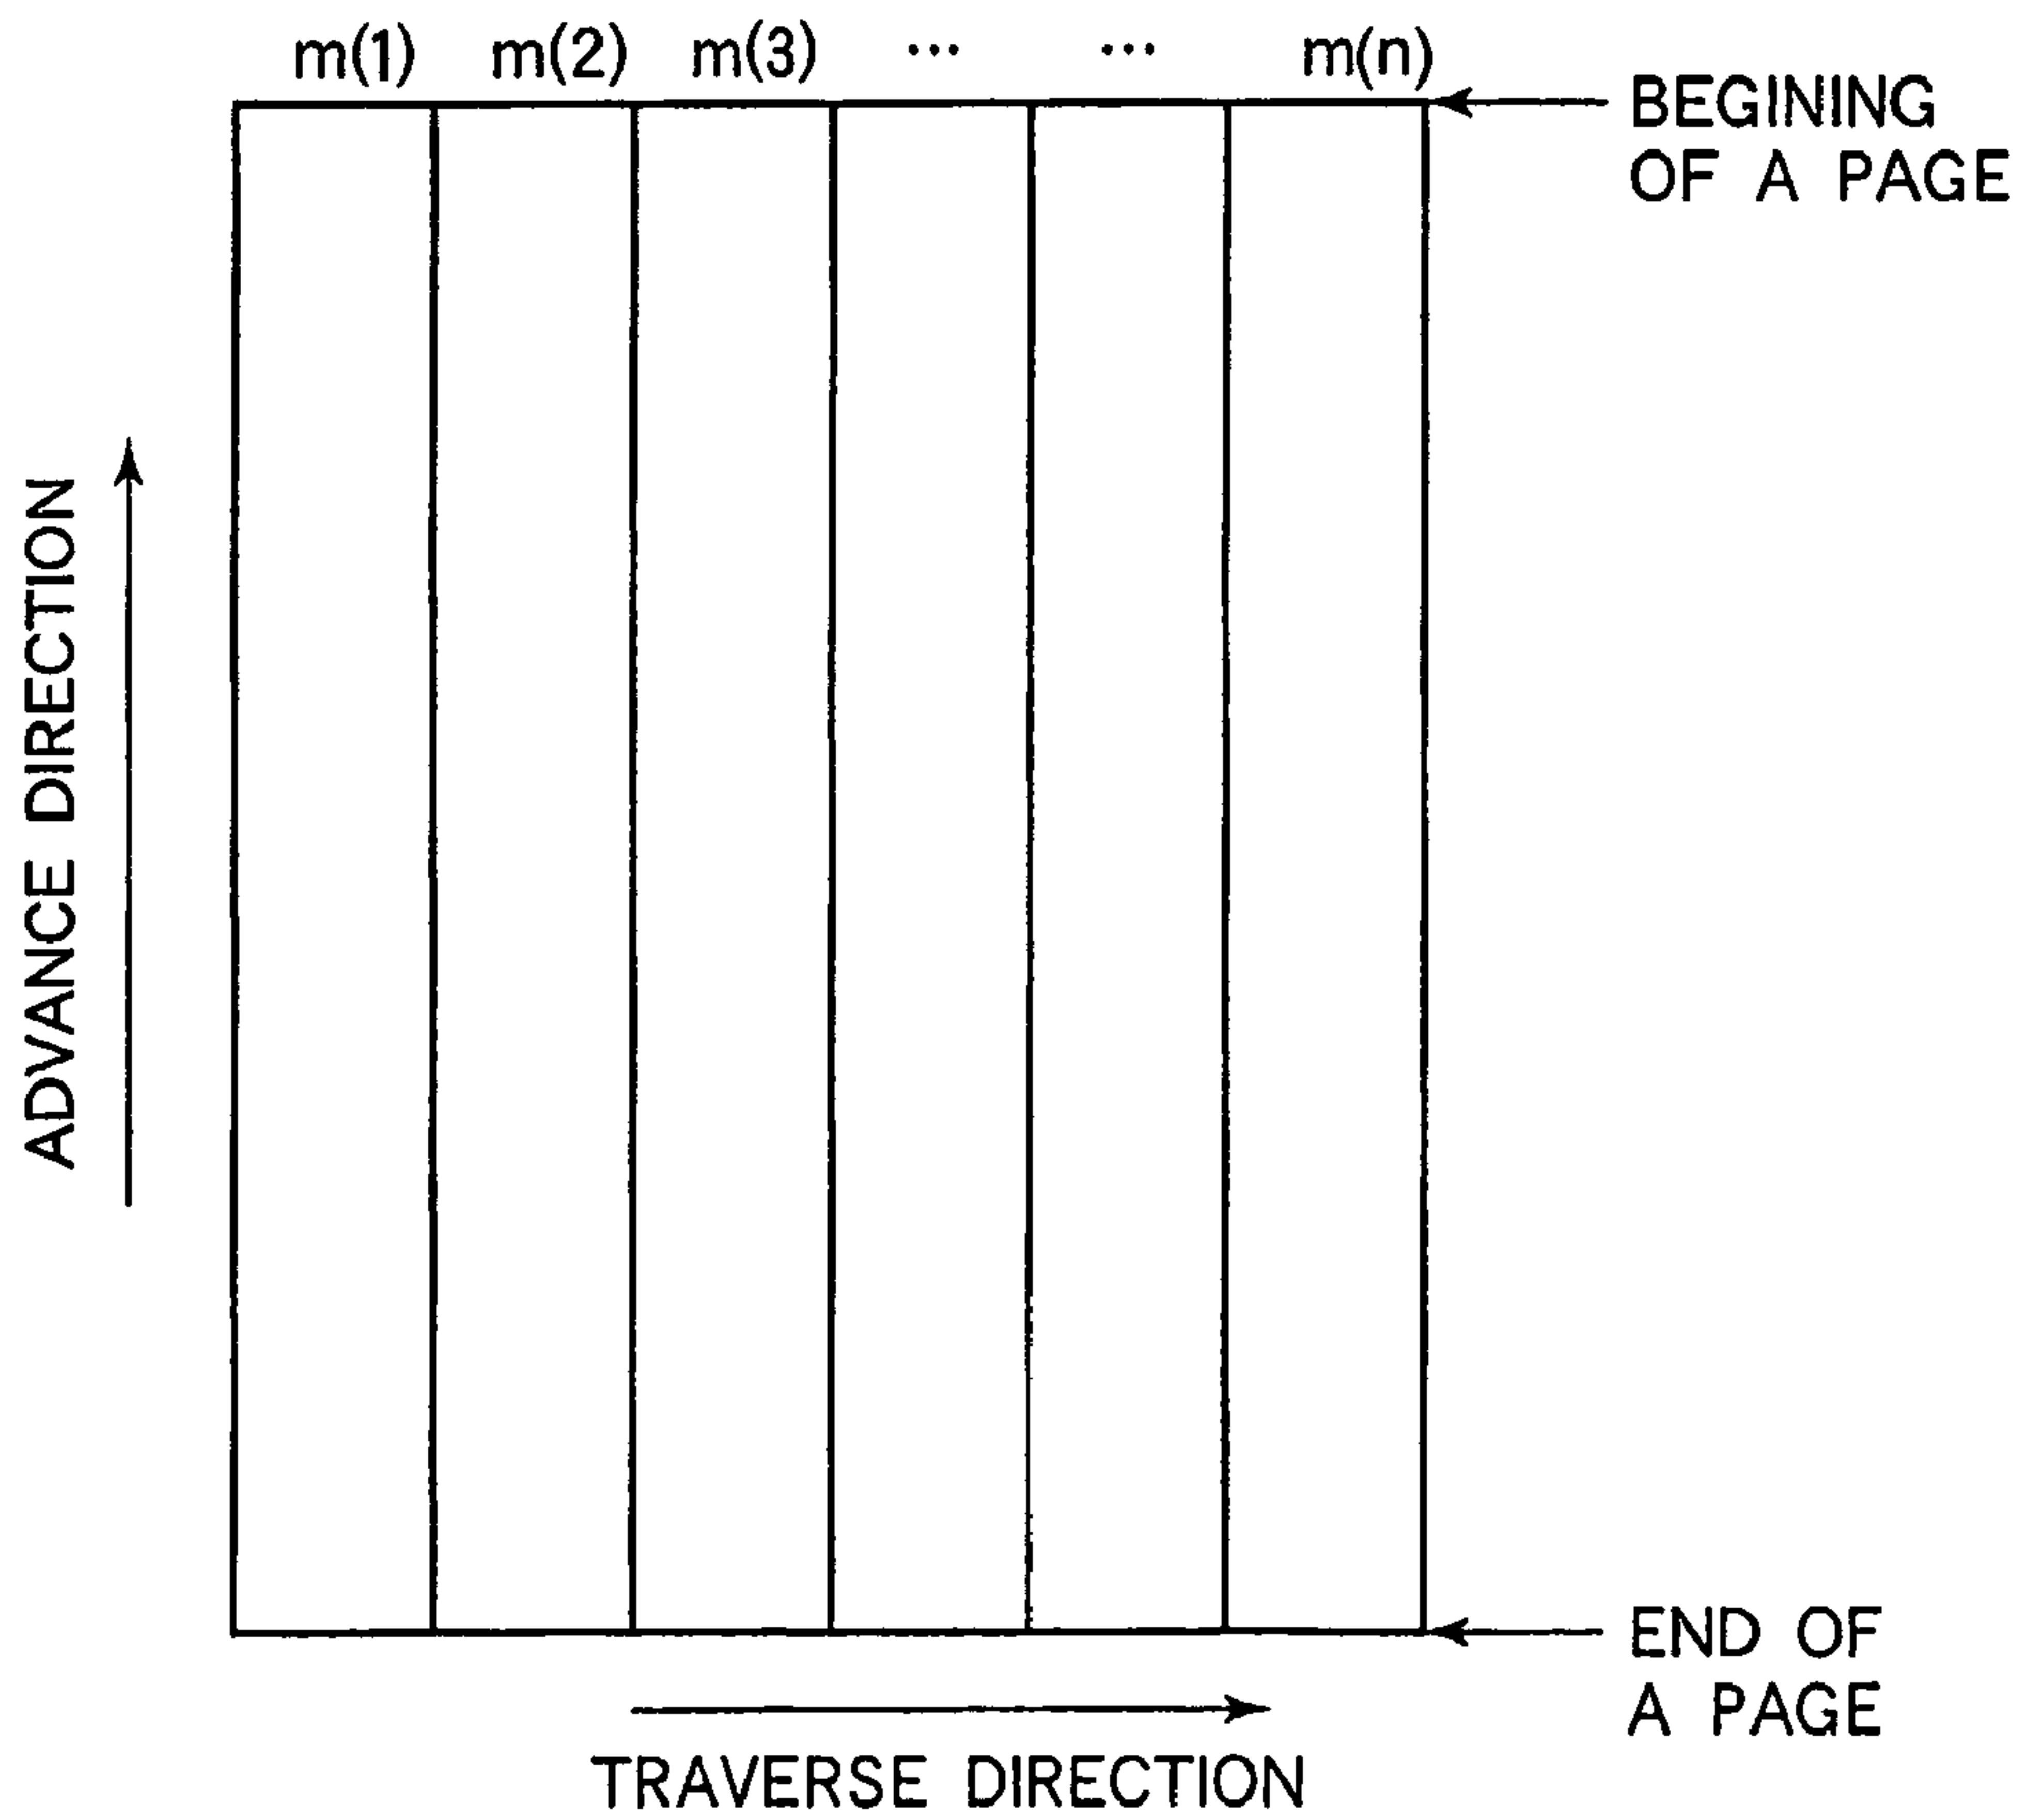 m(1) m(2) m(3) ... ... m(n)
BEGINING
OF A PAGE
ADVANCE DIRECTION
END OF
A PAGE
TRAVERSE DIRECTION